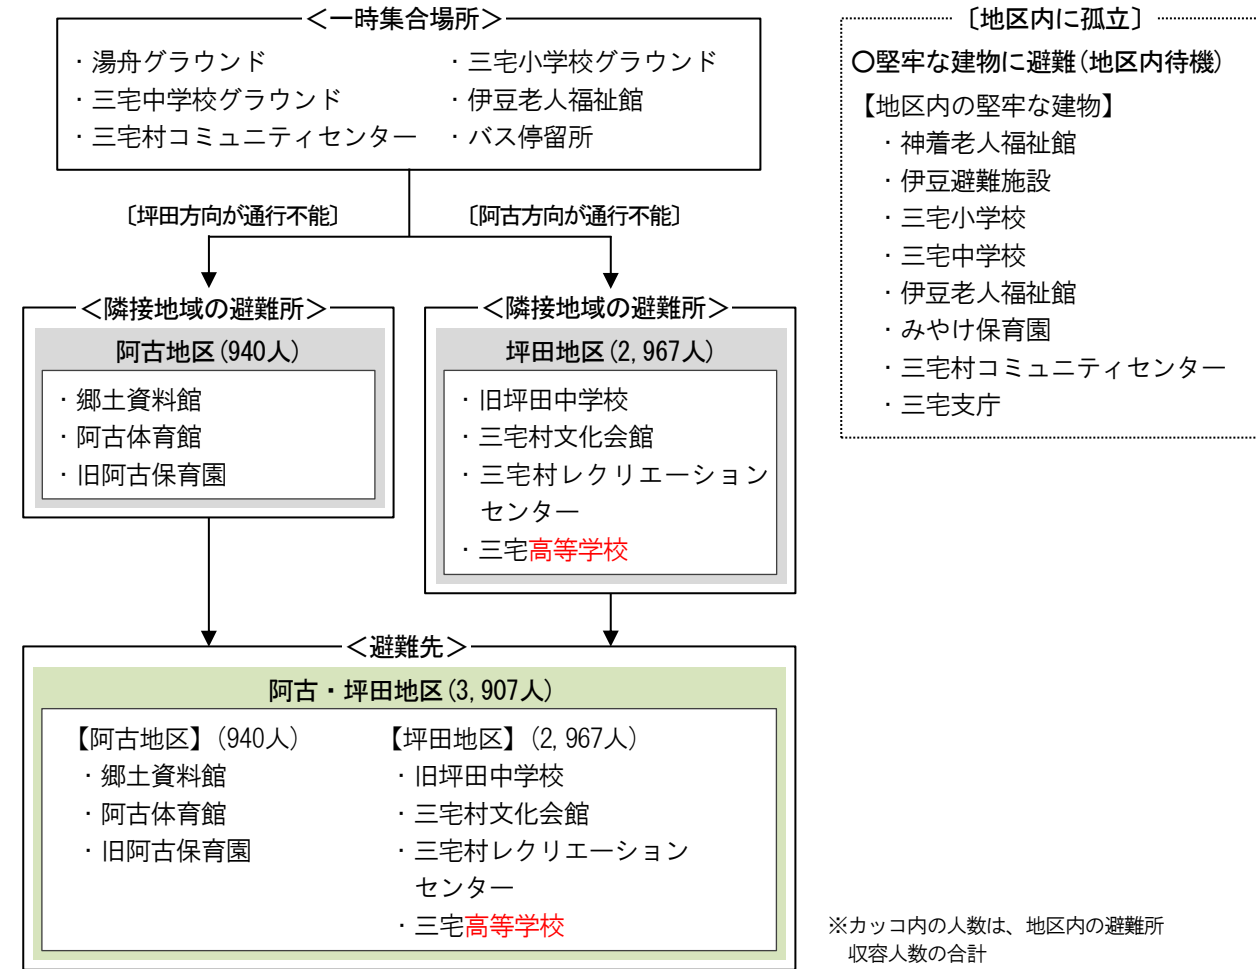 ＜一時集合場所＞
・湯舟グラウンド
・三宅中学校グラウンド
・三宅村コミュニティセンター
・三宅小学校グラウンド
・伊豆老人福祉館
・バス停留所
〔坪田方向が通行不能〕
〔阿古方向が通行不能〕
＜隣接地域の避難所＞
阿古地区(940人)
・郷土資料館
・阿古体育館
・旧阿古保育園
＜隣接地域の避難所＞
坪田地区(2,967人)
・旧坪田中学校
・三宅村文化会館
・三宅村レクリエーション
センター
・三宅高等学校
＜避難先＞
阿古・坪田地区(3,907人)
【阿古地区】(940人)
・郷土資料館
・阿古体育館
・旧阿古保育園
【坪田地区】(2,967人)
・旧坪田中学校
・三宅村文化会館
・三宅村レクリエーション
センター
・三宅高等学校
〔地区内に孤立〕
○堅牢な建物に避難(地区内待機)
【地区内の堅牢な建物】
・神着老人福祉館
・伊豆避難施設
・三宅小学校
・三宅中学校
・伊豆老人福祉館
・みやけ保育園
・三宅村コミュニティセンター
・三宅支庁
※カッコ内の人数は、地区内の避難所
収容人数の合計